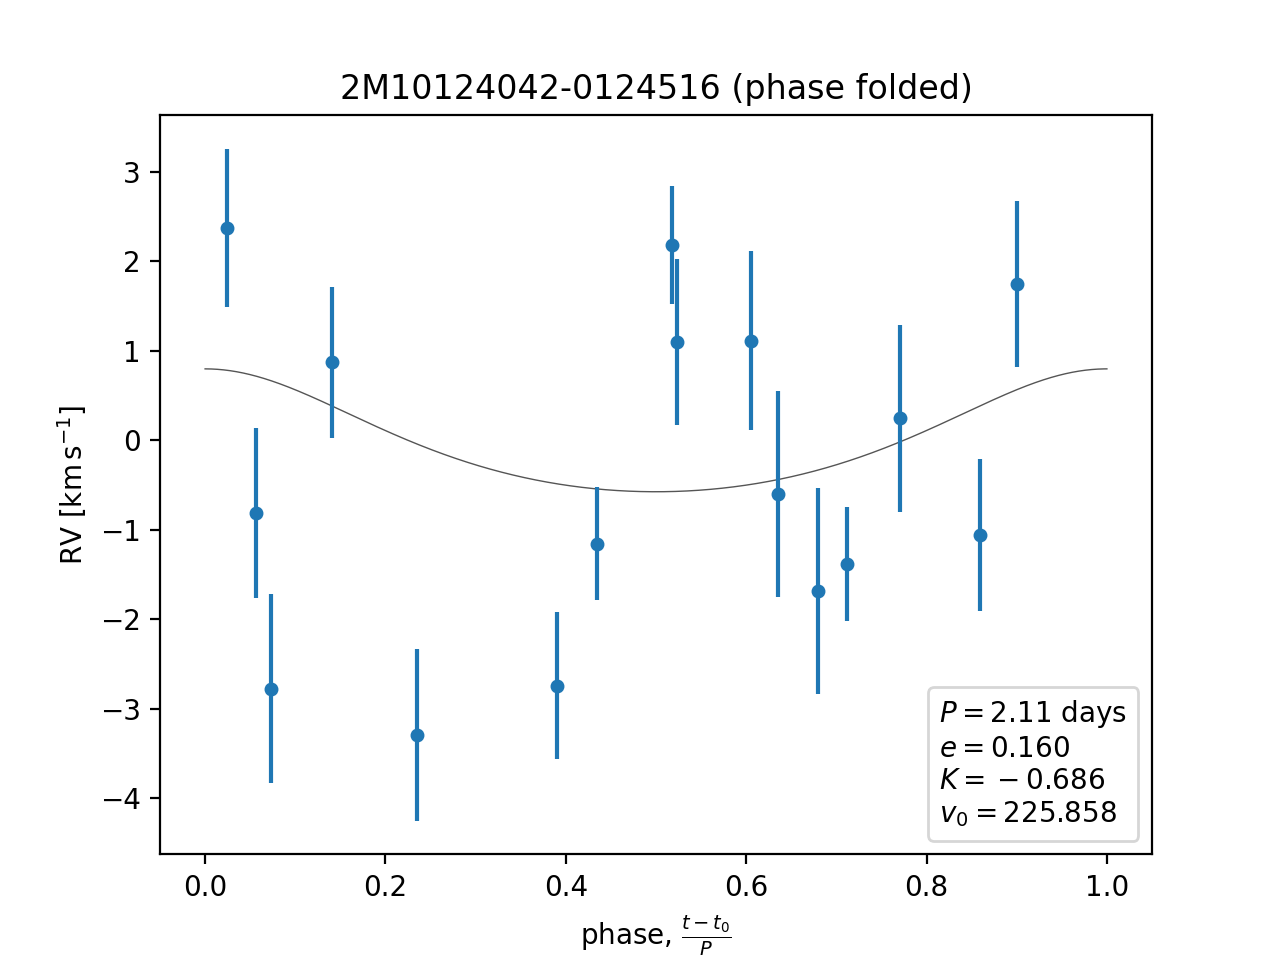 2M10124042-0124516 (phase folded)
RV [km s⁻¹]
3
2
1
0
−1
−2
−3
−4
P = 2.11 days
e = 0.160
K = −0.686
v₀ = 225.858
0.0 0.2 0.4 0.6 0.8 1.0
phase, (t − t₀)/P